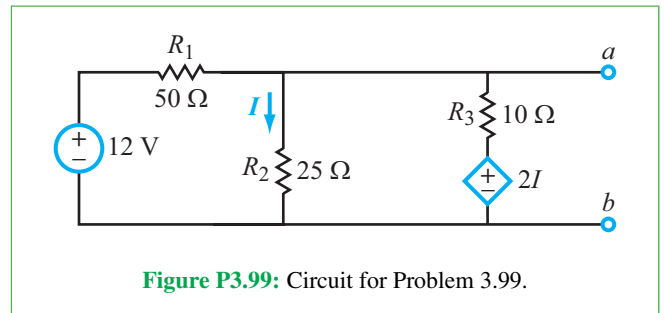 R1
a
50 Ω
I
R3
10 Ω
+
−
12 V
R2
25 Ω
+
−
2I
b
Figure P3.99: Circuit for Problem 3.99.